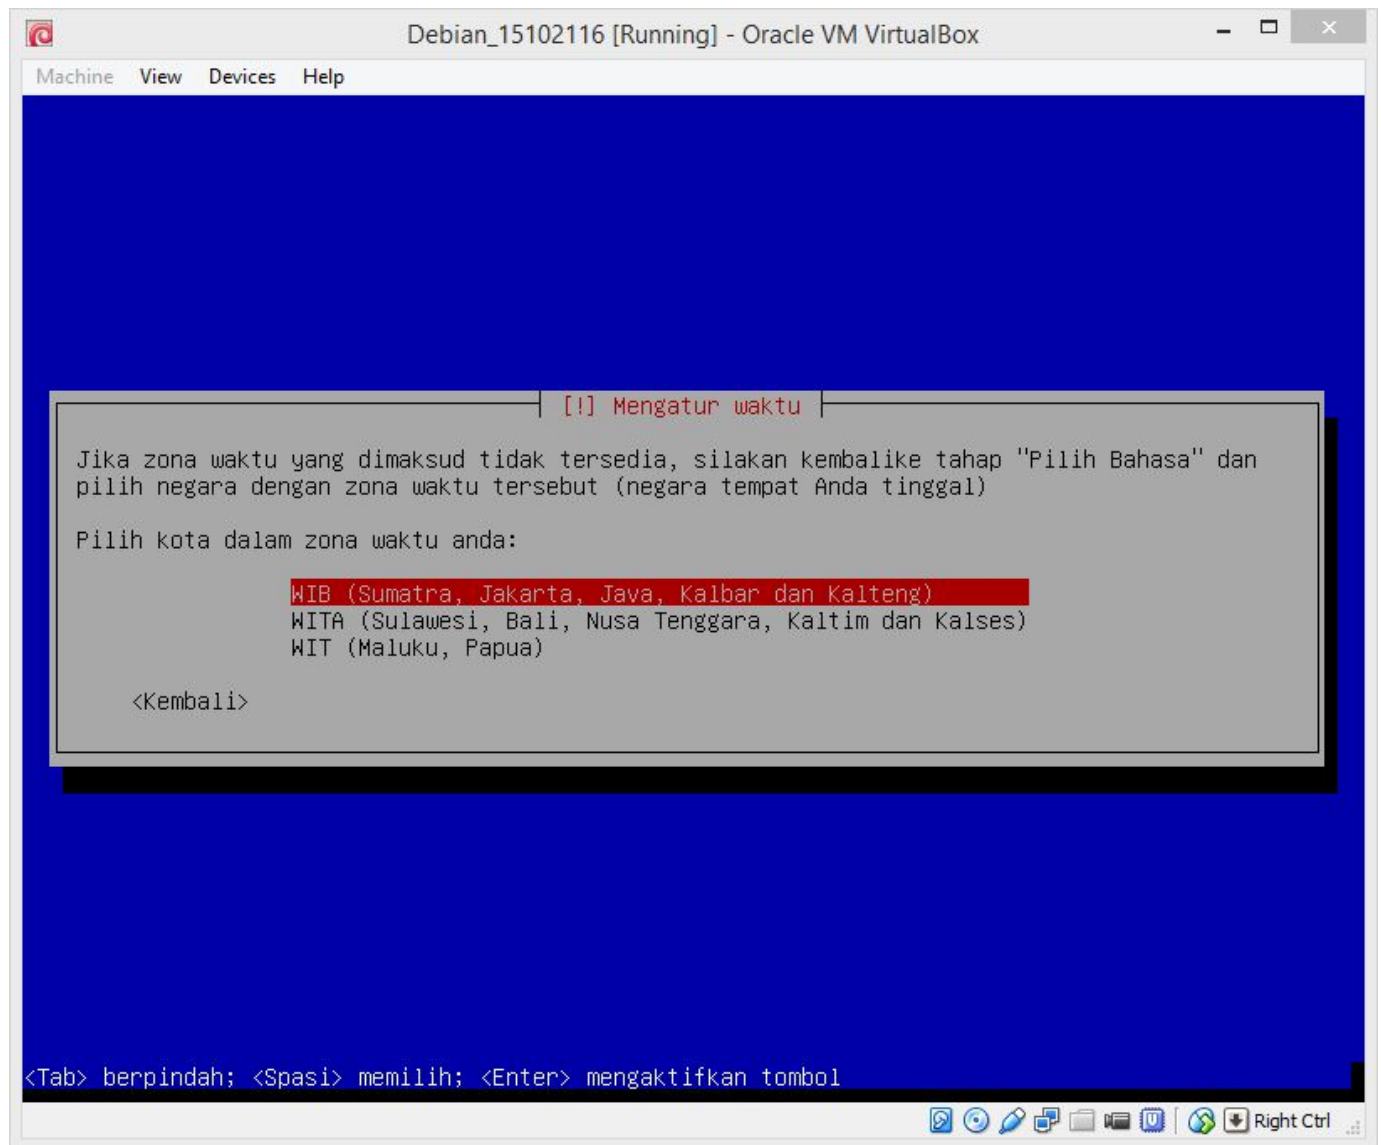 Debian_15102116 [Running] - Oracle VM VirtualBox
Machine View Devices Help
[!] Mengatur waktu
Jika zona waktu yang dimaksud tidak tersedia, silakan kembalike tahap "Pilih Bahasa" dan
pilih negara dengan zona waktu tersebut (negara tempat Anda tinggal)
Pilih kota dalam zona waktu anda:
WIB (Sumatra, Jakarta, Java, Kalbar dan Kalteng)
WITA (Sulawesi, Bali, Nusa Tenggara, Kaltim dan Kalses)
WIT (Maluku, Papua)
<Kembali>
<Tab> berpindah; <Spasi> memilih; <Enter> mengaktifkan tombol
Right Ctrl